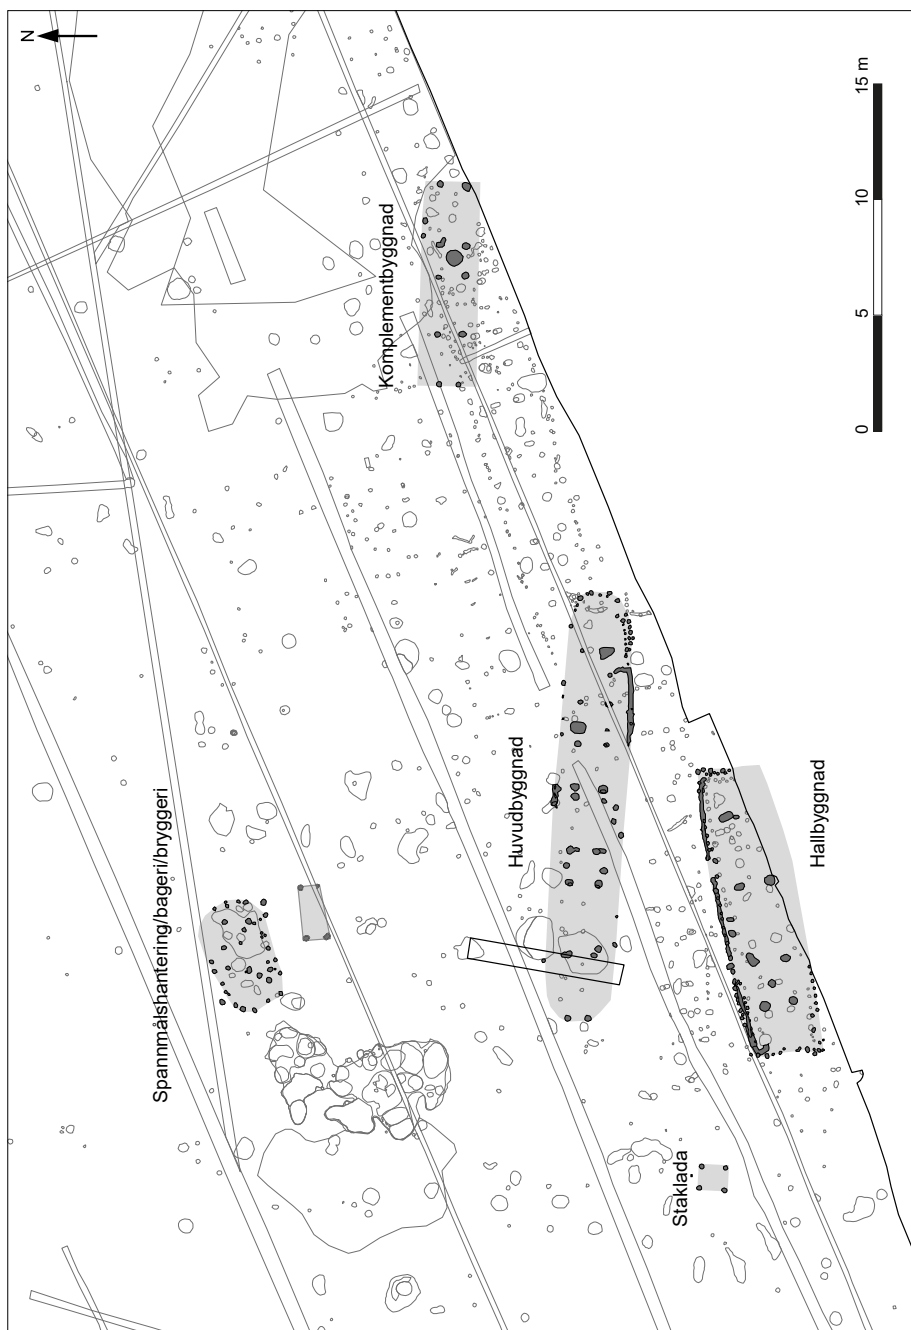 N
Komplementbyggnad
0 5 10 15 m
Spannmålshantering/bageri/bryggeri
Huvudbyggnad
Hallbyggnad
Staklada